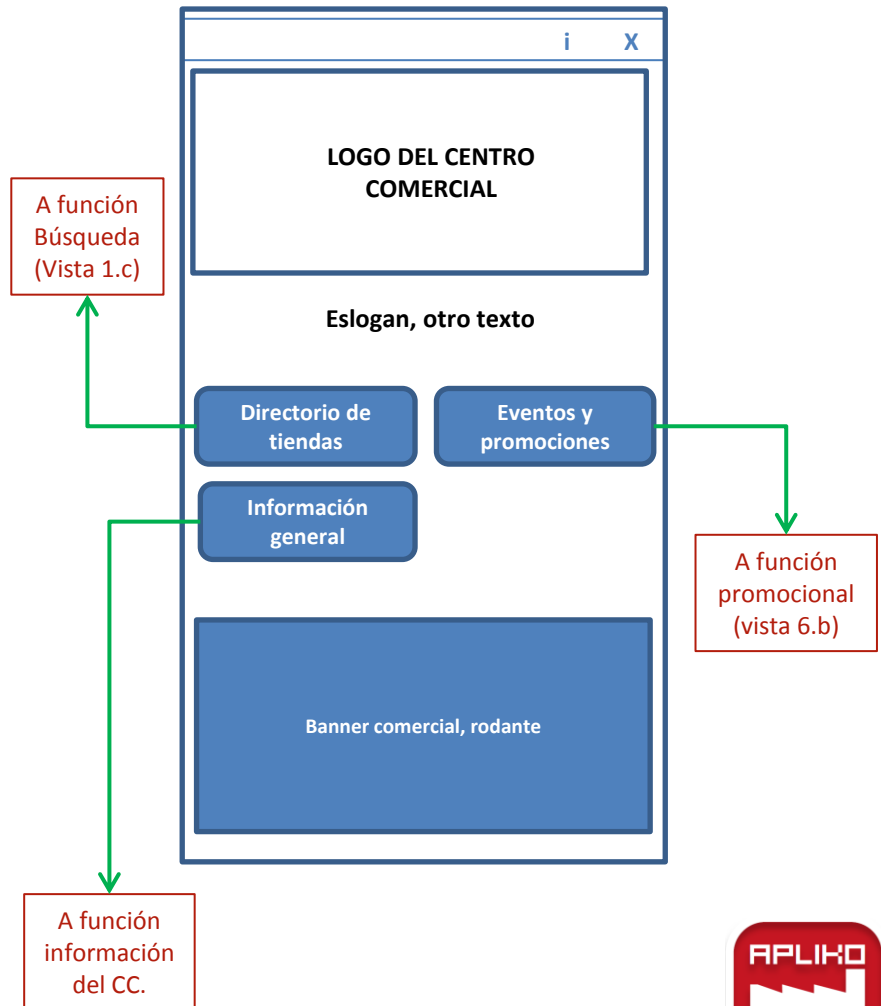 i X
LOGO DEL CENTRO
COMERCIAL
A función
Búsqueda
(Vista 1.c)
Eslogan, otro texto
Directorio de
tiendas
Eventos y
promociones
Información
general
A función
promocional
(vista 6.b)
Banner comercial, rodante
A función
información
del CC.
APLIKO